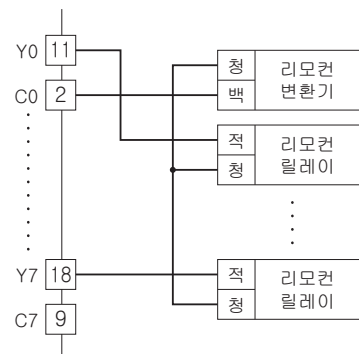 Y0 11
C0 2
Y7 18
C7 9
청 리모컨
백 변환기
적 리모컨
청 릴레이
적 리모컨
청 릴레이